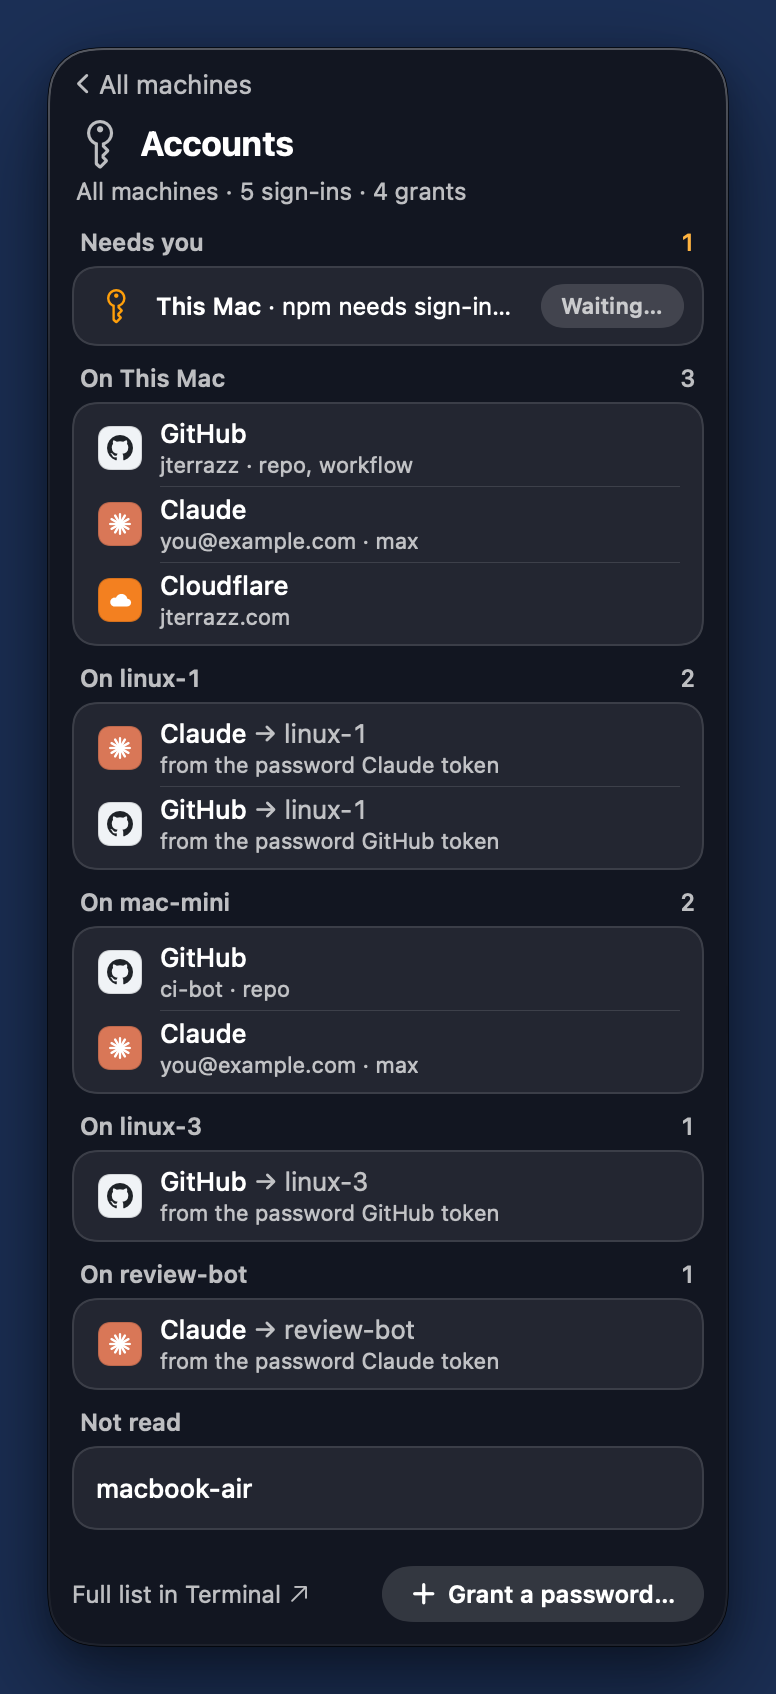 All machines
Accounts
All machines · 5 sign-ins · 4 grants
Needs you 1
This Mac · npm needs sign-in... Waiting...
On This Mac 3
GitHub
jterrazz · repo, workflow
Claude
you@example.com · max
Cloudflare
jterrazz.com
On linux-1 2
Claude → linux-1
from the password Claude token
GitHub → linux-1
from the password GitHub token
On mac-mini 2
GitHub
ci-bot · repo
Claude
you@example.com · max
On linux-3 1
GitHub → linux-3
from the password GitHub token
On review-bot 1
Claude → review-bot
from the password Claude token
Not read
macbook-air
Full list in Terminal ↗ + Grant a password...